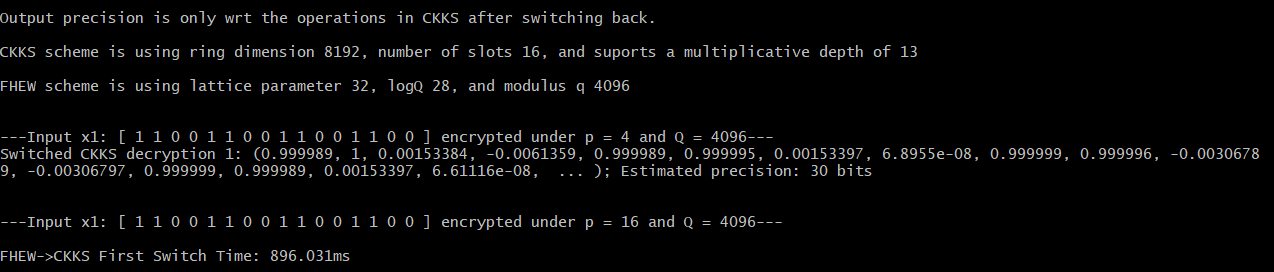 Output precision is only wrt the operations in CKKS after switching back.
CKKS scheme is using ring dimension 8192, number of slots 16, and suports a multiplicative depth of 13
FHEW scheme is using lattice parameter 32, logQ 28, and modulus q 4096
---Input x1: [ 1 1 0 0 1 1 0 0 1 1 0 0 1 1 0 0 ] encrypted under p = 4 and Q = 4096---
Switched CKKS decryption 1: (0.999989, 1, 0.00153384, -0.0061359, 0.999989, 0.999995, 0.00153397, 6.8955e-08, 0.999999, 0.999996, -0.0030678
9, -0.00306797, 0.999999, 0.999989, 0.00153397, 6.61116e-08,  ... ); Estimated precision: 30 bits
---Input x1: [ 1 1 0 0 1 1 0 0 1 1 0 0 1 1 0 0 ] encrypted under p = 16 and Q = 4096---
FHEW->CKKS First Switch Time: 896.031ms